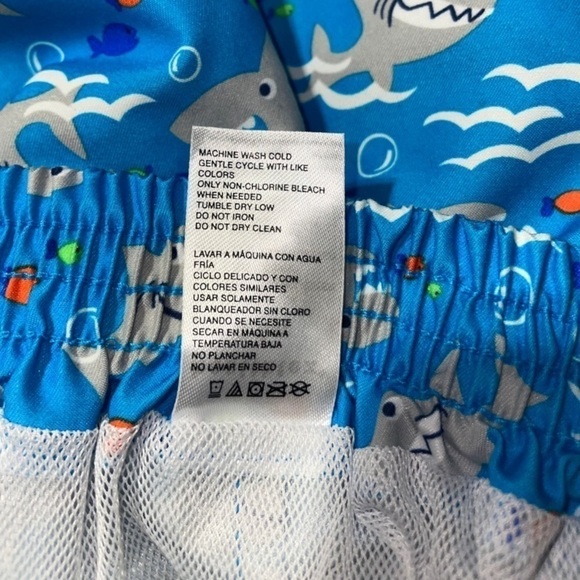 MACHINE WASH COLD
GENTLE CYCLE WITH LIKE
COLORS
ONLY NON-CHLORINE BLEACH
WHEN NEEDED
TUMBLE DRY LOW
DO NOT IRON
DO NOT DRY CLEAN
LAVAR A MÁQUINA CON AGUA
FRÍA
CICLO DELICADO Y CON
COLORES SIMILARES
USAR SOLAMENTE
BLANQUEADOR SIN CLORO
CUANDO SE NECESITE
SECAR EN MÁQUINA A
TEMPERATURA BAJA
NO PLANCHAR
NO LAVAR EN SECO